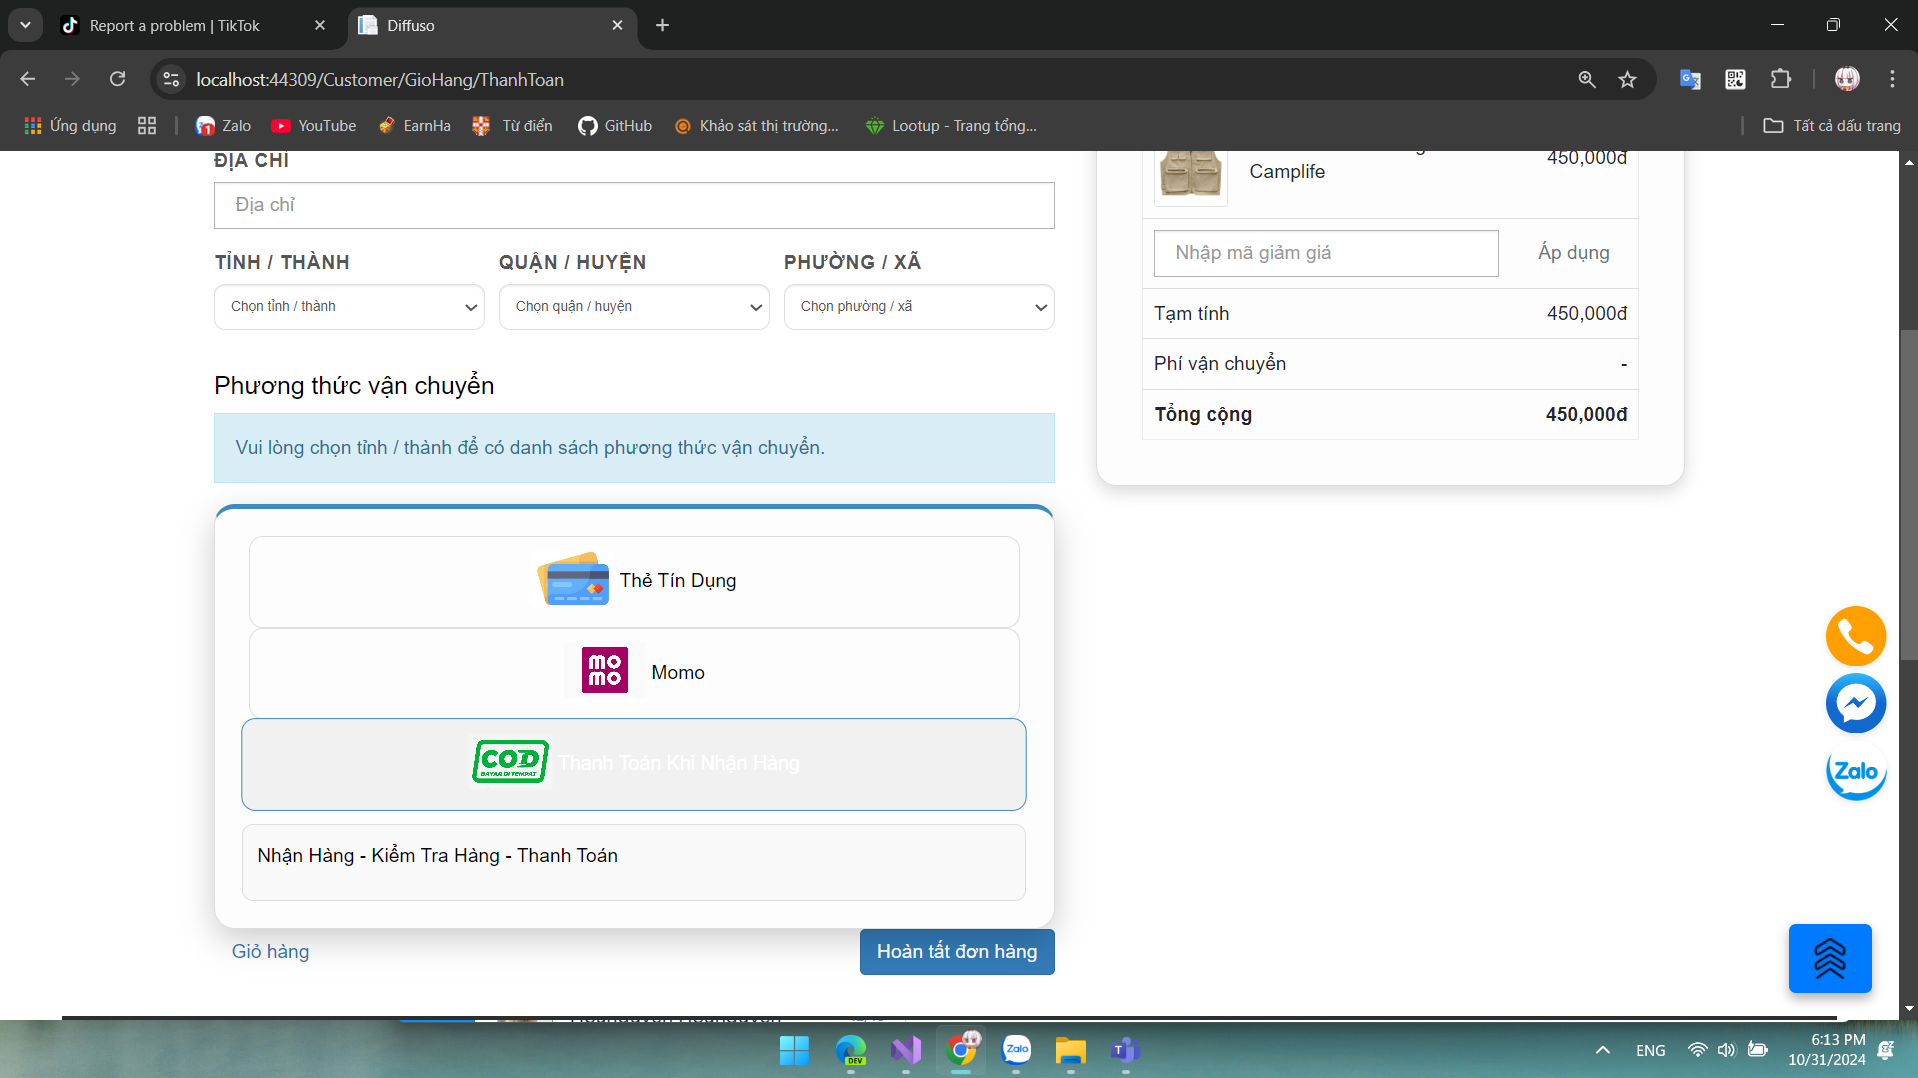 Report a problem | TikTok
Diffuso
localhost:44309/Customer/GioHang/ThanhToan
Ứng dụng
Zalo
YouTube
EarnHa
Từ điển
GitHub
Khảo sát thị trường...
Lootup - Trang tổng...
Tất cả dấu trang
ĐỊA CHỈ
Địa chỉ
TỈNH / THÀNH
QUẬN / HUYỆN
PHƯỜNG / XÃ
Chọn tỉnh / thành
Chọn quận / huyện
Chọn phường / xã
Phương thức vận chuyển
Vui lòng chọn tỉnh / thành để có danh sách phương thức vận chuyển.
Thẻ Tín Dụng
mo
mo
Momo
COD
BAYAR DI TEMPAT
Thanh Toán Khi Nhận Hàng
Nhận Hàng - Kiểm Tra Hàng - Thanh Toán
Giỏ hàng
Hoàn tất đơn hàng
Camplife
450,000đ
Nhập mã giảm giá
Áp dụng
Tạm tính
450,000đ
Phí vận chuyển
-
Tổng cộng
450,000đ
Zalo
DEV
Zalo
ENG
6:13 PM
10/31/2024